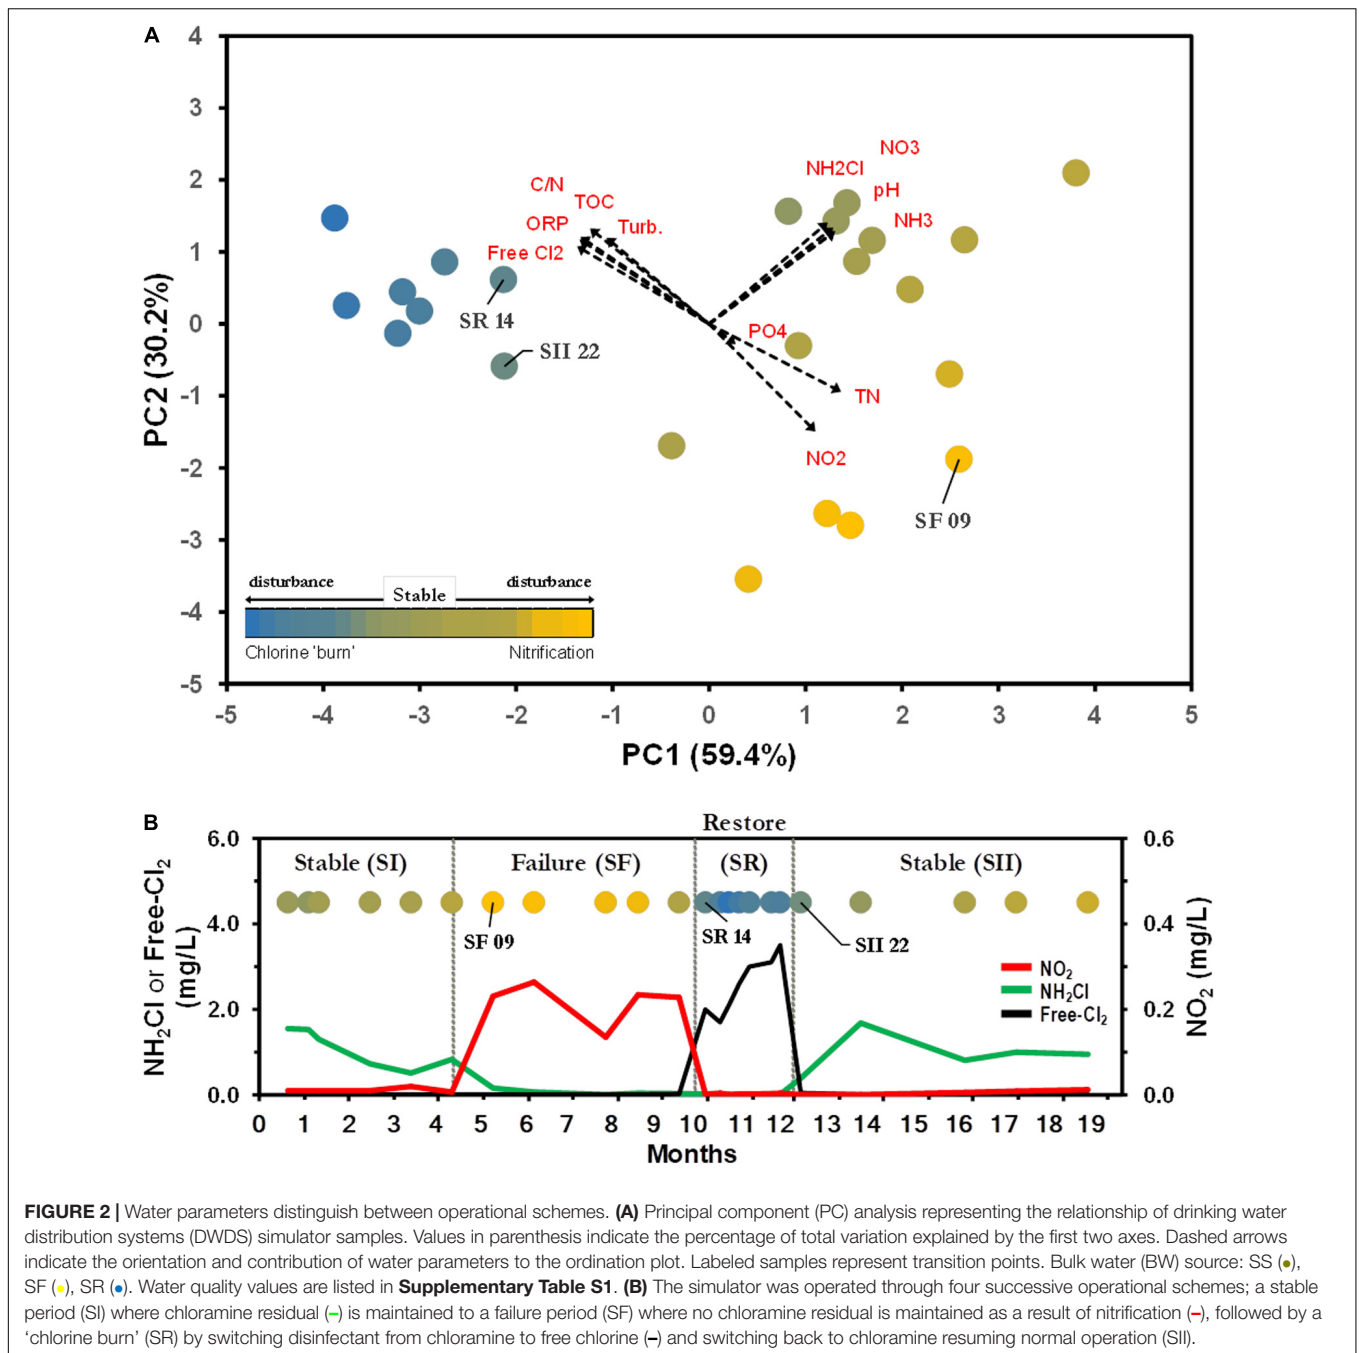 A
4
3
2
1
0
-1
-2
-3
-4
-5
PC2 (30.2%)
NO3
NH2Cl
pH
NH3
C/N
TOC
ORP
Turb.
Free Cl2
SR 14
SII 22
PO4
TN
NO2
SF 09
disturbance
Stable
disturbance
Chlorine 'burn'
Nitrification
-5 -4 -3 -2 -1 0 1 2 3 4 5
PC1 (59.4%)
B
Restore
6.0
4.0
2.0
0.0
NH₂Cl or Free-Cl₂
(mg/L)
Stable (SI)
Failure (SF)
(SR)
Stable (SII)
SF 09
SR 14
SII 22
NO₂
NH₂Cl
Free-Cl₂
0.6
0.4
0.2
0.0
NO₂ (mg/L)
0 1 2 3 4 5 6 7 8 9 10 11 12 13 14 15 16 17 18 19
Months
FIGURE 2 | Water parameters distinguish between operational schemes. (A) Principal component (PC) analysis representing the relationship of drinking water
distribution systems (DWDS) simulator samples. Values in parenthesis indicate the percentage of total variation explained by the first two axes. Dashed arrows
indicate the orientation and contribution of water parameters to the ordination plot. Labeled samples represent transition points. Bulk water (BW) source: SS (●),
SF (●), SR (●). Water quality values are listed in Supplementary Table S1. (B) The simulator was operated through four successive operational schemes; a stable
period (SI) where chloramine residual (–) is maintained to a failure period (SF) where no chloramine residual is maintained as a result of nitrification (–), followed by a
'chlorine burn' (SR) by switching disinfectant from chloramine to free chlorine (–) and switching back to chloramine resuming normal operation (SII).